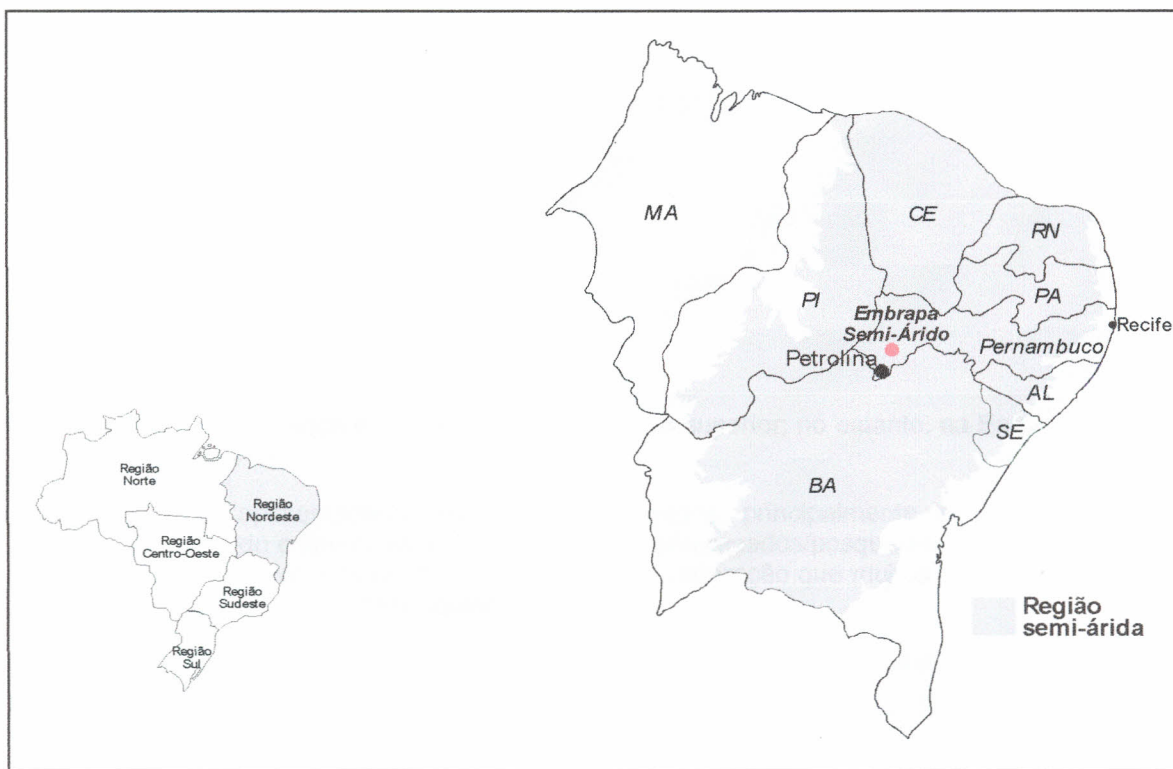 MA
CE
RN
PI
PA
Embrapa
Semi-Árido
Recife
Pernambuco
Petrolina
AL
SE
BA
Região
Norte
Região
Nordeste
Região
Centro-Oeste
Região
Sudeste
Região
Sul
Região
semi-árida